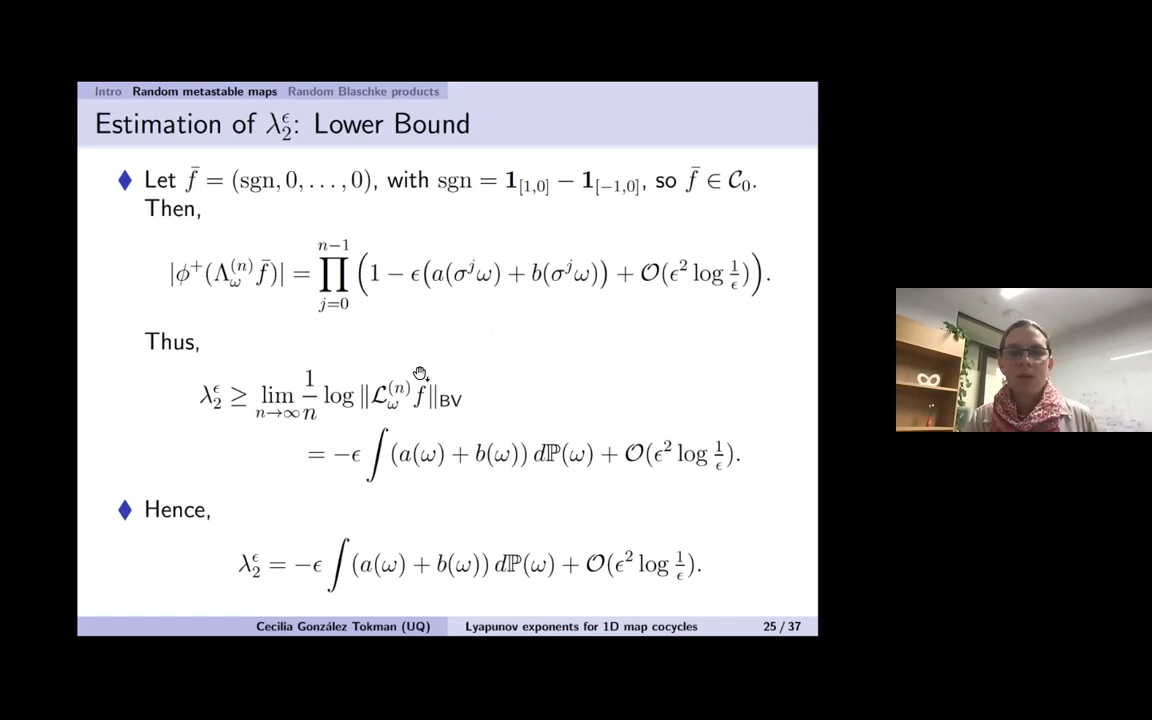 Intro Random metastable maps Random Blaschke products
Estimation of λ₂^ϵ: Lower Bound
Let f̄ = (sgn, 0, . . . , 0), with sgn = 𝟏_[1,0] − 𝟏_[−1,0], so f̄ ∈ 𝒞₀.
Then,
|ϕ⁺(Λ_ω^(n) f̄)| = ∏_{j=0}^{n−1} (1 − ϵ(a(σ^j ω) + b(σ^j ω)) + 𝒪(ϵ² log 1/ϵ)).
Thus,
λ₂^ϵ ≥ lim_{n→∞} 1/n log ‖ℒ_ω^(n) f‖_BV
= −ϵ ∫ (a(ω) + b(ω)) dℙ(ω) + 𝒪(ϵ² log 1/ϵ).
Hence,
λ₂^ϵ = −ϵ ∫ (a(ω) + b(ω)) dℙ(ω) + 𝒪(ϵ² log 1/ϵ).
Cecilia González Tokman (UQ) Lyapunov exponents for 1D map cocycles 25 / 37